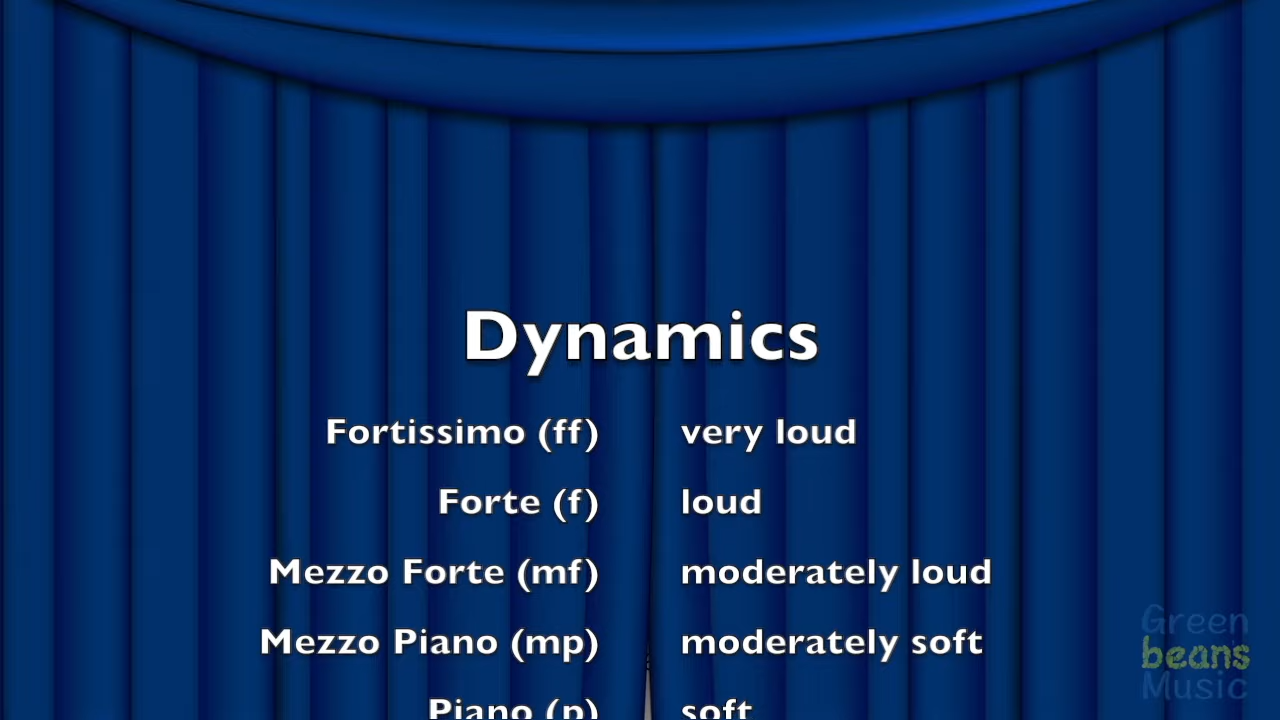 Dynamics
Fortissimo (ff) very loud
Forte (f) loud
Mezzo Forte (mf) moderately loud
Mezzo Piano (mp) moderately soft
Piano (p) soft
Green
beans
Music